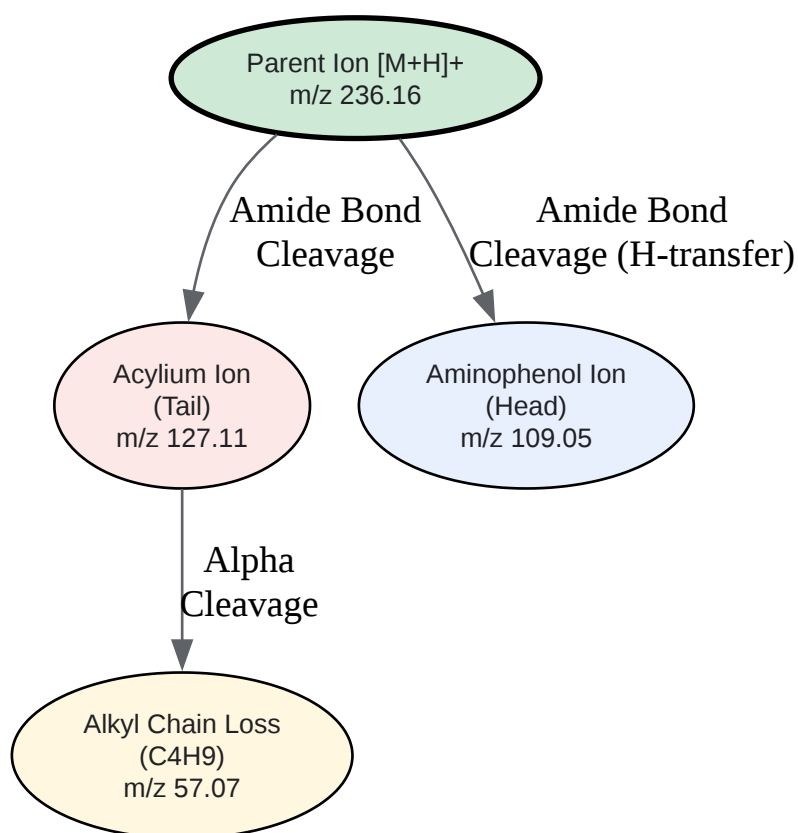 Parent Ion [M+H]+
m/z 236.16
Amide Bond
Cleavage
Amide Bond
Cleavage (H-transfer)
Acylium Ion
(Tail)
m/z 127.11
Aminophenol Ion
(Head)
m/z 109.05
Alpha
Cleavage
Alkyl Chain Loss
(C4H9)
m/z 57.07